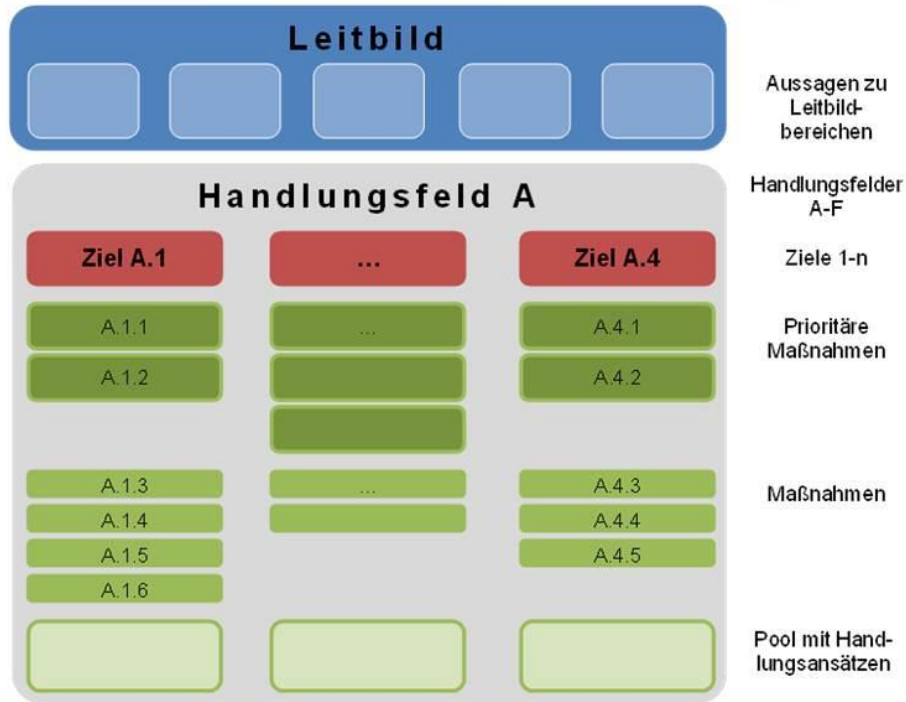 Leitbild
Aussagen zu
Leitbild-
bereichen
Handlungsfeld A
Handlungsfelder
A-F
Ziel A.1
...
Ziel A.4
Ziele 1-n
A.1.1
...
A.4.1
Prioritäre
Maßnahmen
A.1.2
A.4.2
A.1.3
...
A.4.3
Maßnahmen
A.1.4
A.4.4
A.1.5
A.4.5
A.1.6
Pool mit Hand-
lungsansätzen